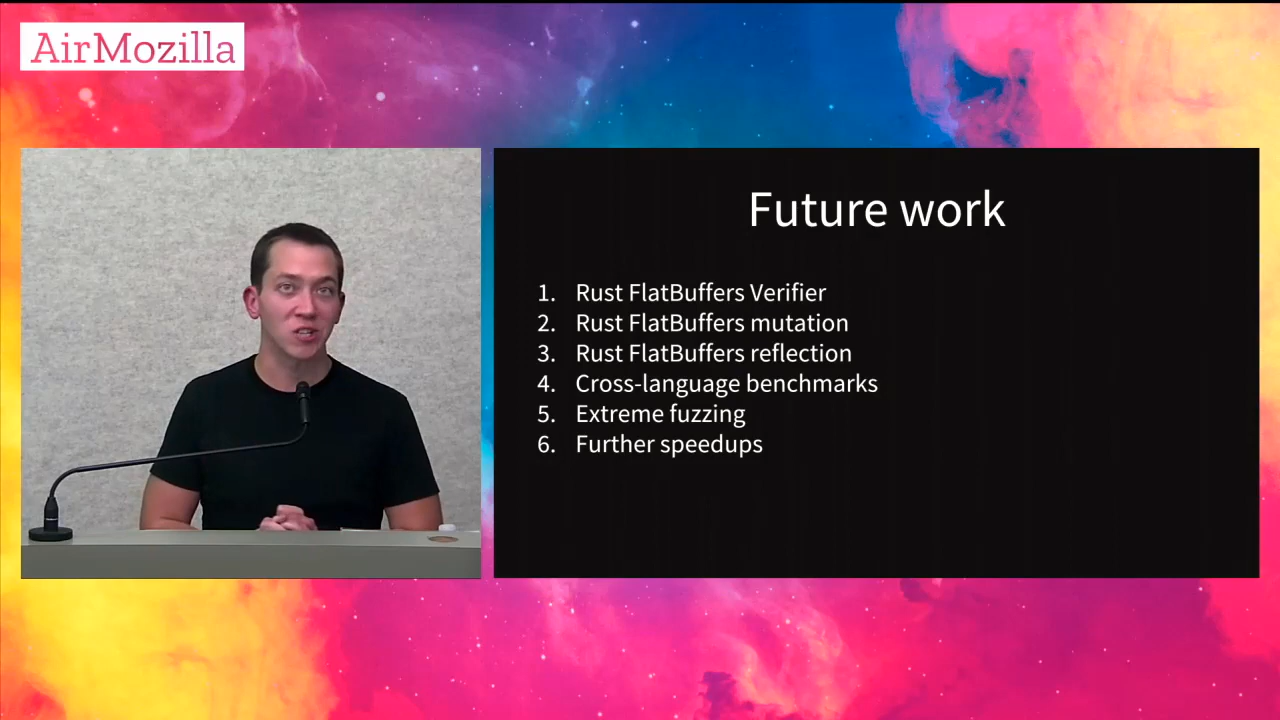 AirMozilla
Future work
1. Rust FlatBuffers Verifier
2. Rust FlatBuffers mutation
3. Rust FlatBuffers reflection
4. Cross-language benchmarks
5. Extreme fuzzing
6. Further speedups